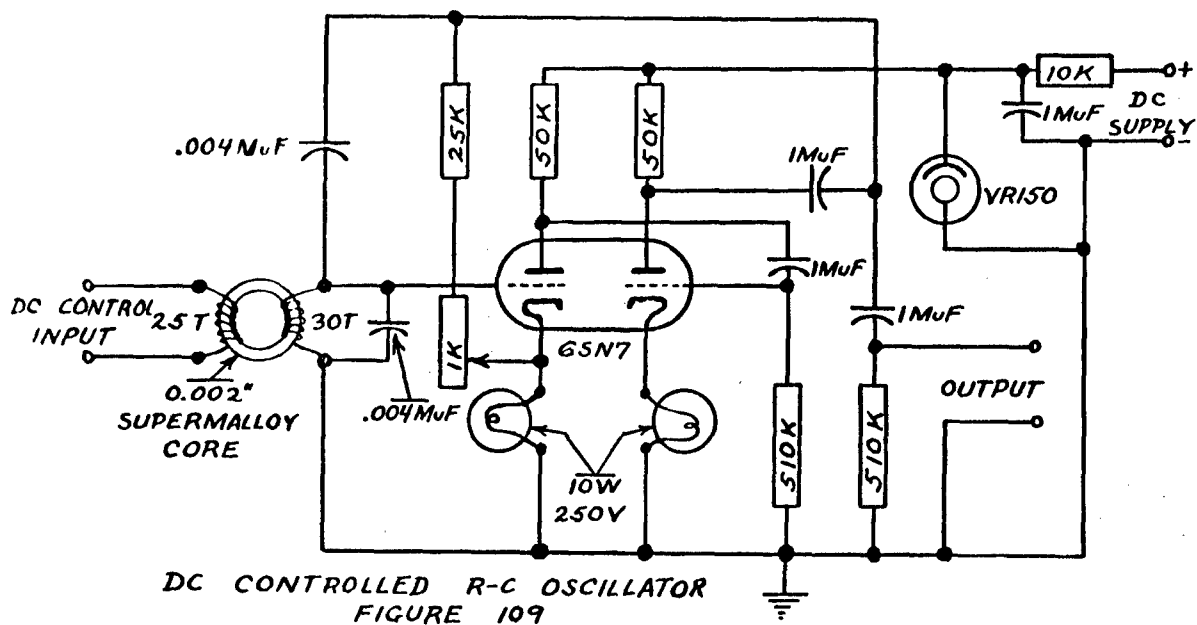 10K
+
1MuF
DC
SUPPLY
-
.004MuF
25K
50K
50K
1MuF
VR150
1MuF
DC CONTROL
INPUT
25T
30T
6SN7
1MuF
1K
0.002"
SUPERMALLOY
CORE
.004MuF
OUTPUT
10W
250V
510K
510K
DC CONTROLLED R-C OSCILLATOR
FIGURE 109